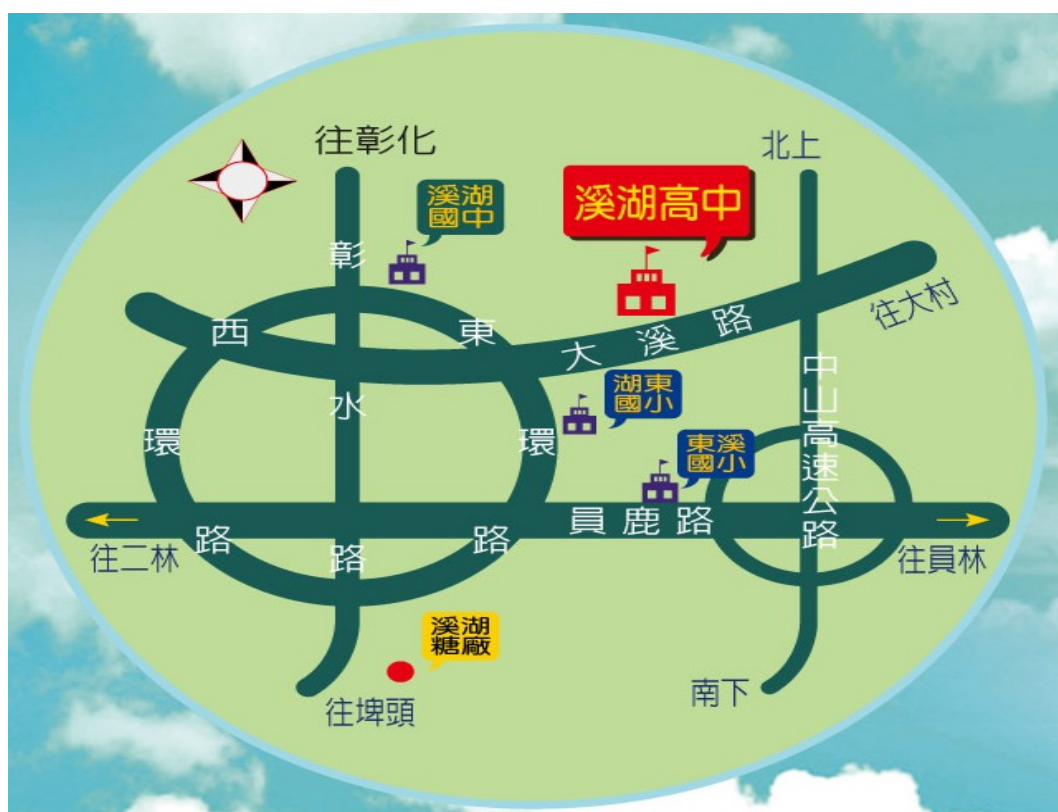 往彰化
北上
溪湖
國中
溪湖高中
彰水路
西環路
東環路
大溪路
往大村
中山高速公路
湖東
國小
東溪
國小
員鹿路
往二林
往員林
溪湖
糖廠
往埤頭
南下